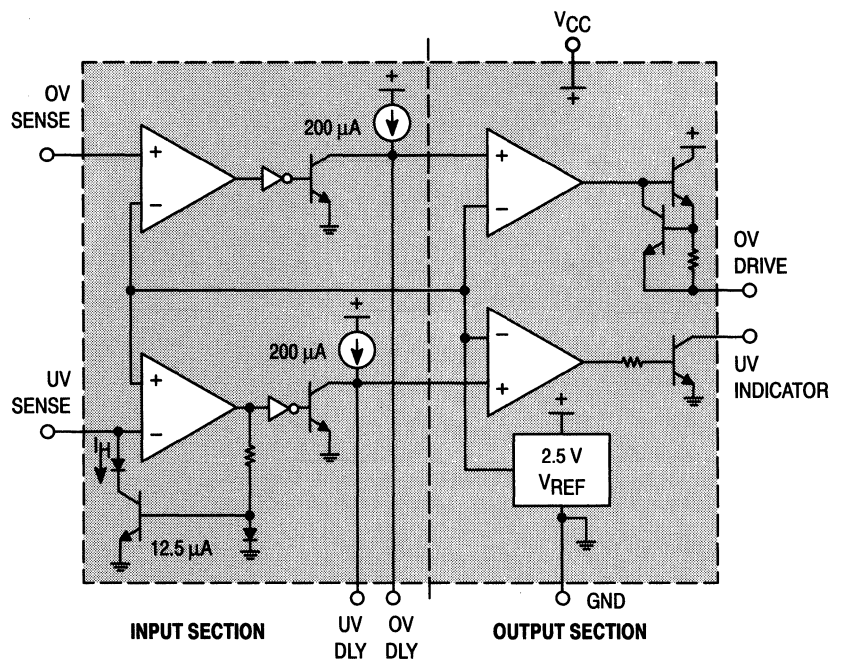 VCC
+
OV
SENSE
200 µA
+
+
−
+
−
+
OV
DRIVE
200 µA
+
UV
SENSE
+
−
−
+
UV
INDICATOR
IH
+
2.5 V
VREF
12.5 µA
GND
INPUT SECTION
UV
DLY
OV
DLY
OUTPUT SECTION